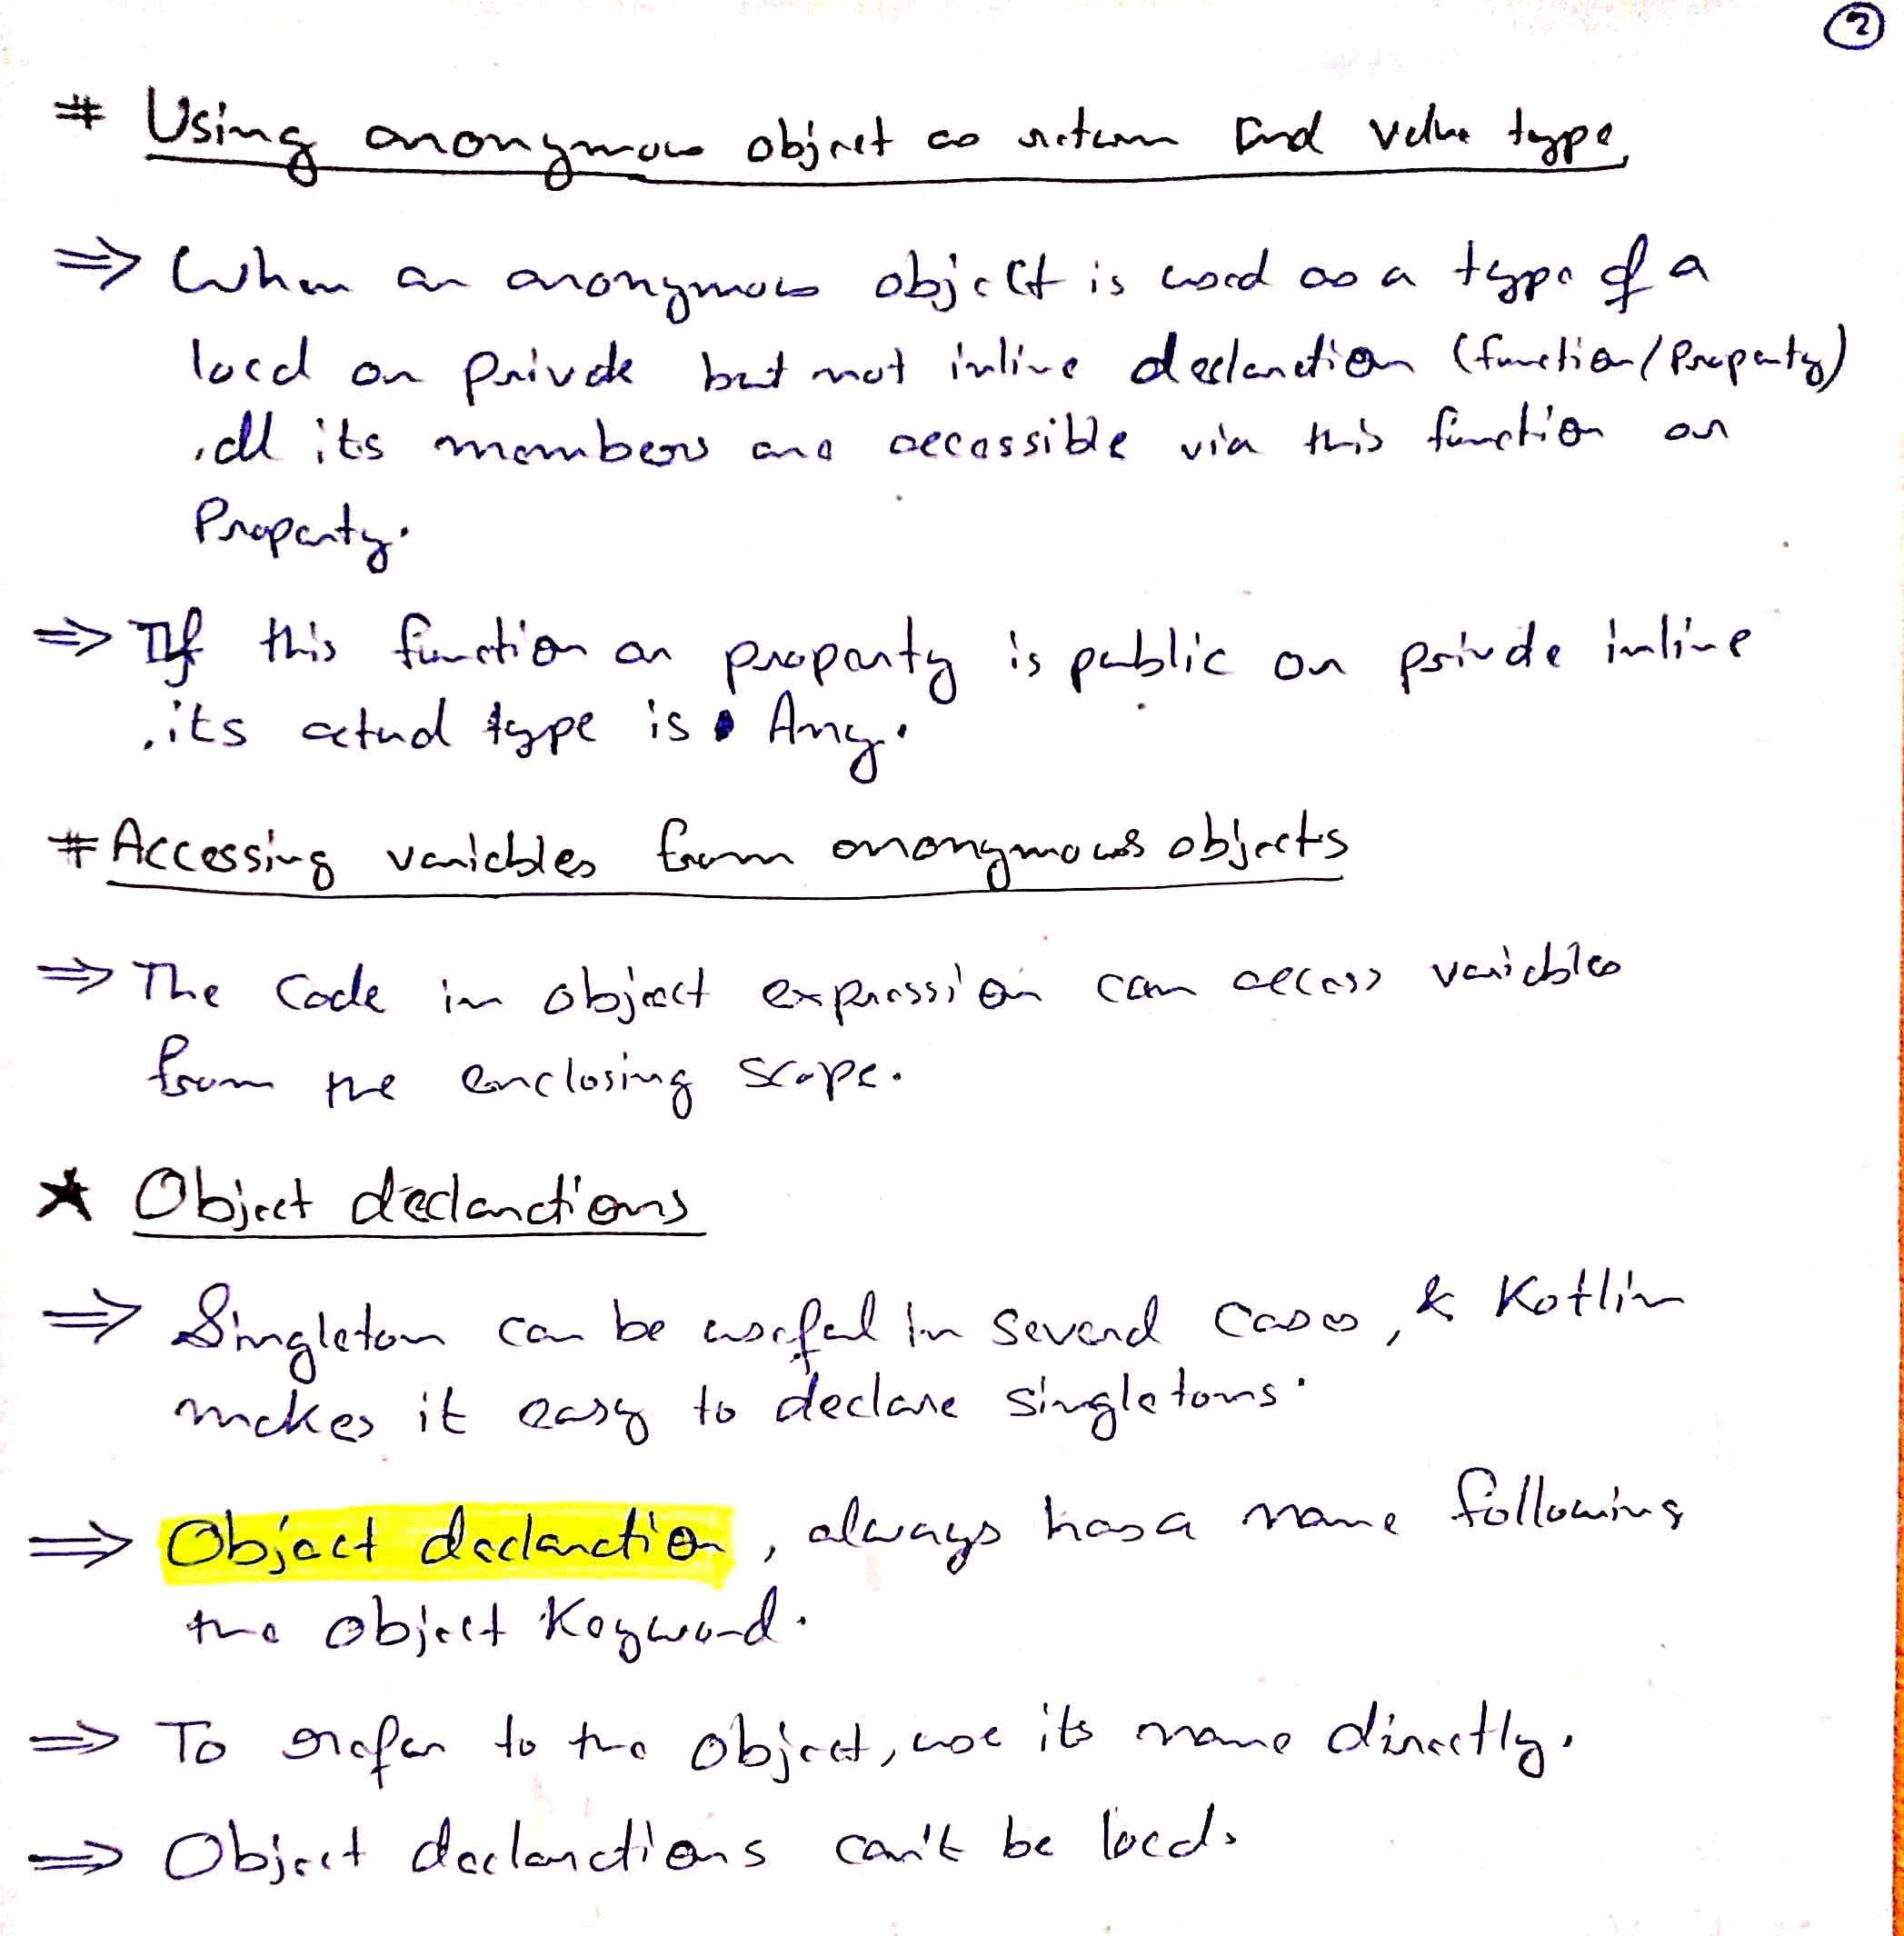 2
# Using anonymous object as return and value type
⇒ When an anonymous object is used as a type of a
local or private but not inline declaration (function/Property)
,all its members are accessible via this function or
Property.
⇒ If this function or property is public or private inline
,its actual type is Any.
# Accessing variables from anonymous objects
⇒ The Code in object expression can access variables
from the enclosing scope.
★ Object declarations
⇒ Singleton can be useful in several cases, & Kotlin
makes it easy to declare singletons.
⇒ Object declaration, always has a name following
the object Keyword.
⇒ To refer to the object, use its name directly.
⇒ Object declarations can't be local.